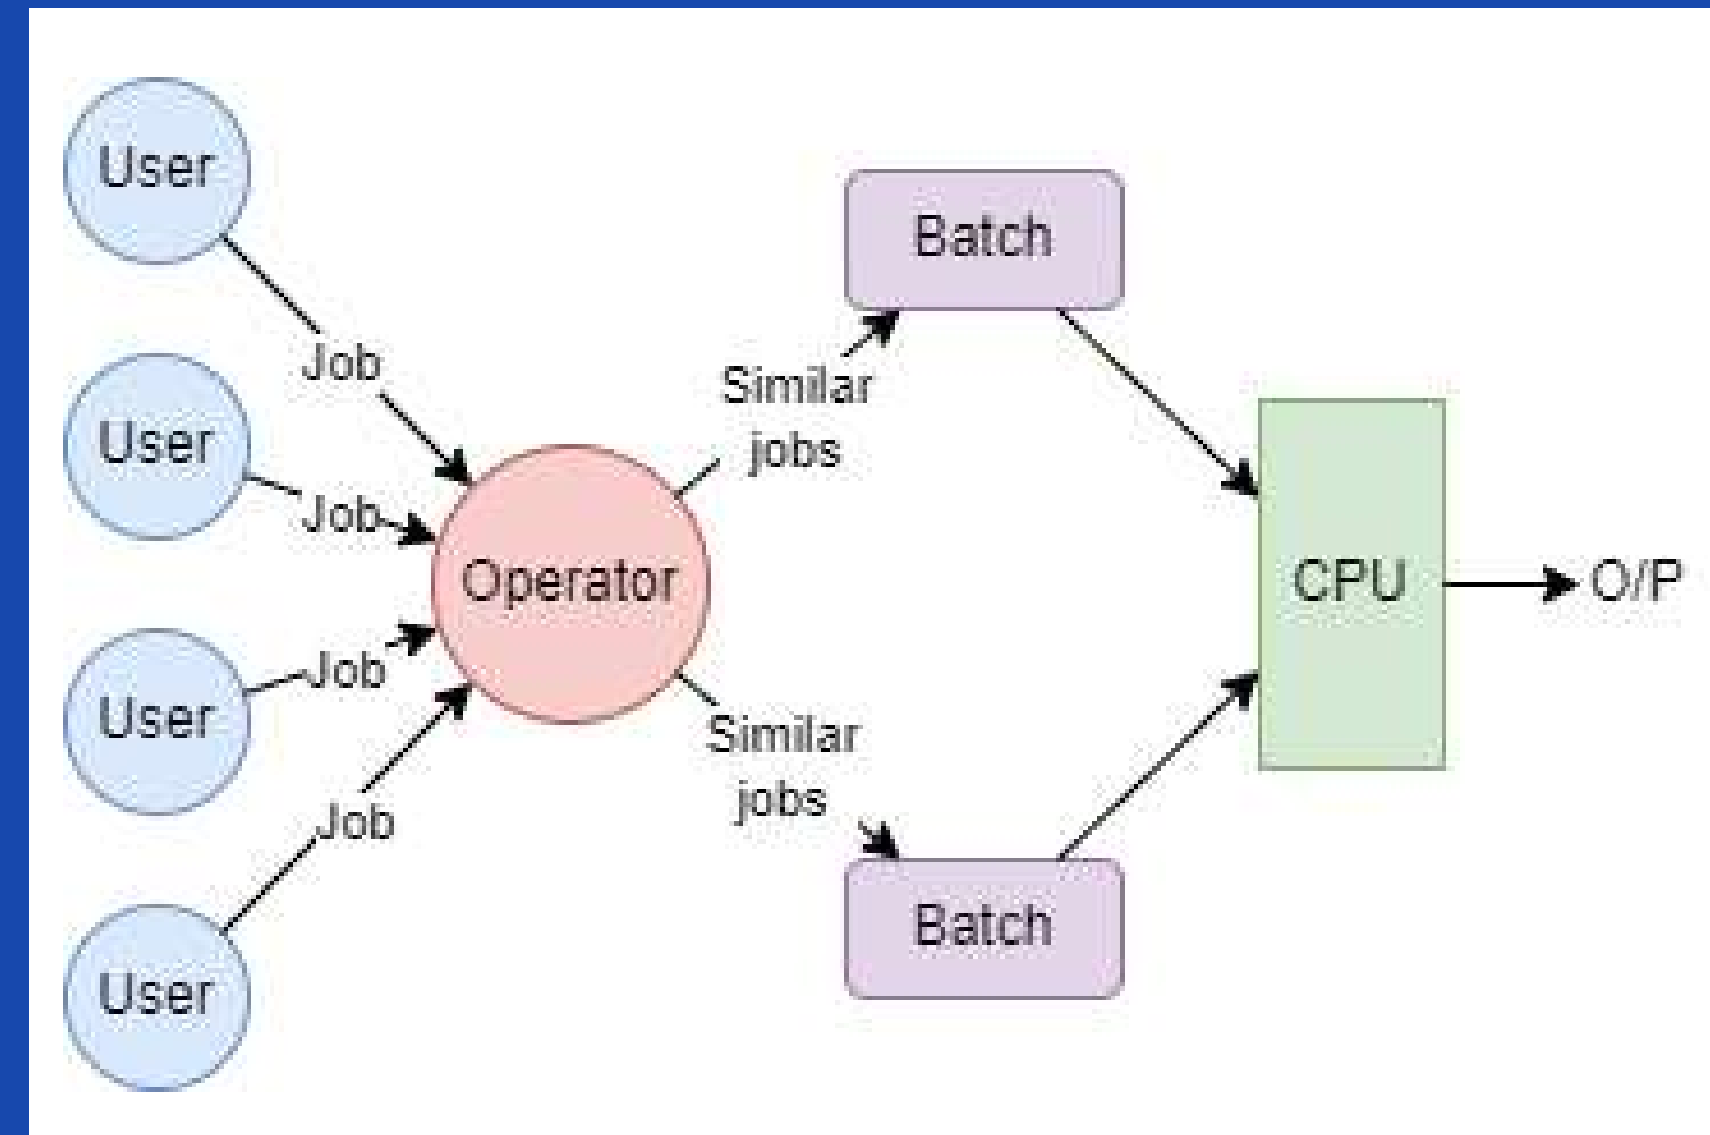 User
Job
User
Job
User
Job
User
Job
Operator
Similar
jobs
Similar
jobs
Batch
Batch
CPU
O/P